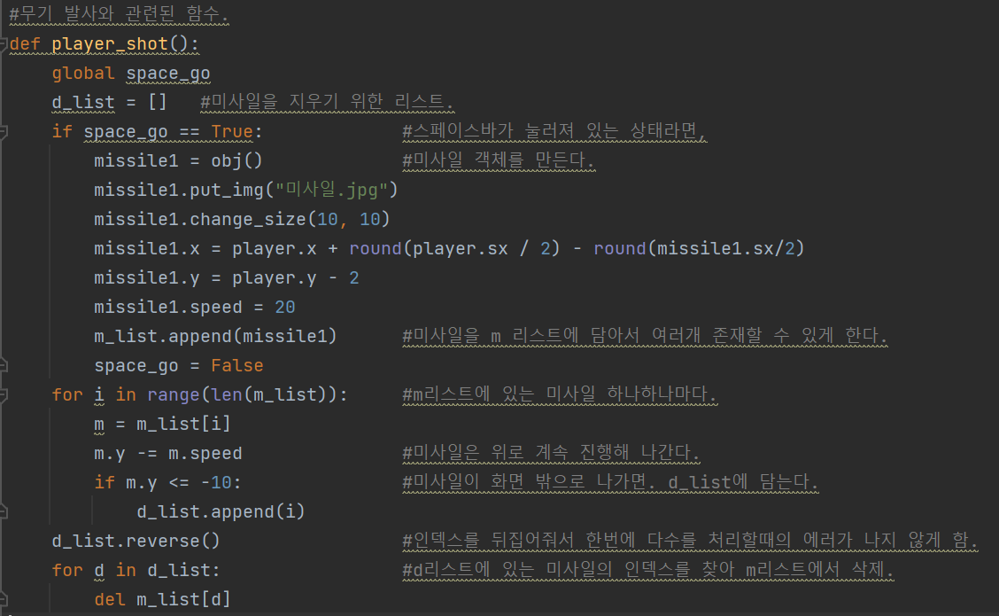 #무기 발사와 관련된 함수.
def player_shot():
    global space_go
    d_list = []   #미사일을 지우기 위한 리스트.
    if space_go == True:             #스페이스바가 눌러져 있는 상태라면,
        missile1 = obj()             #미사일 객체를 만든다.
        missile1.put_img("미사일.jpg")
        missile1.change_size(10, 10)
        missile1.x = player.x + round(player.sx / 2) - round(missile1.sx/2)
        missile1.y = player.y - 2
        missile1.speed = 20
        m_list.append(missile1)      #미사일을 m 리스트에 담아서 여러개 존재할 수 있게 한다.
        space_go = False
    for i in range(len(m_list)):     #m리스트에 있는 미사일 하나하나마다.
        m = m_list[i]
        m.y -= m.speed               #미사일은 위로 계속 진행해 나간다.
        if m.y <= -10:               #미사일이 화면 밖으로 나가면. d_list에 담는다.
            d_list.append(i)
    d_list.reverse()                 #인덱스를 뒤집어줘서 한번에 다수를 처리할때의 에러가 나지 않게 함.
    for d in d_list:                 #d리스트에 있는 미사일의 인덱스를 찾아 m리스트에서 삭제.
        del m_list[d]